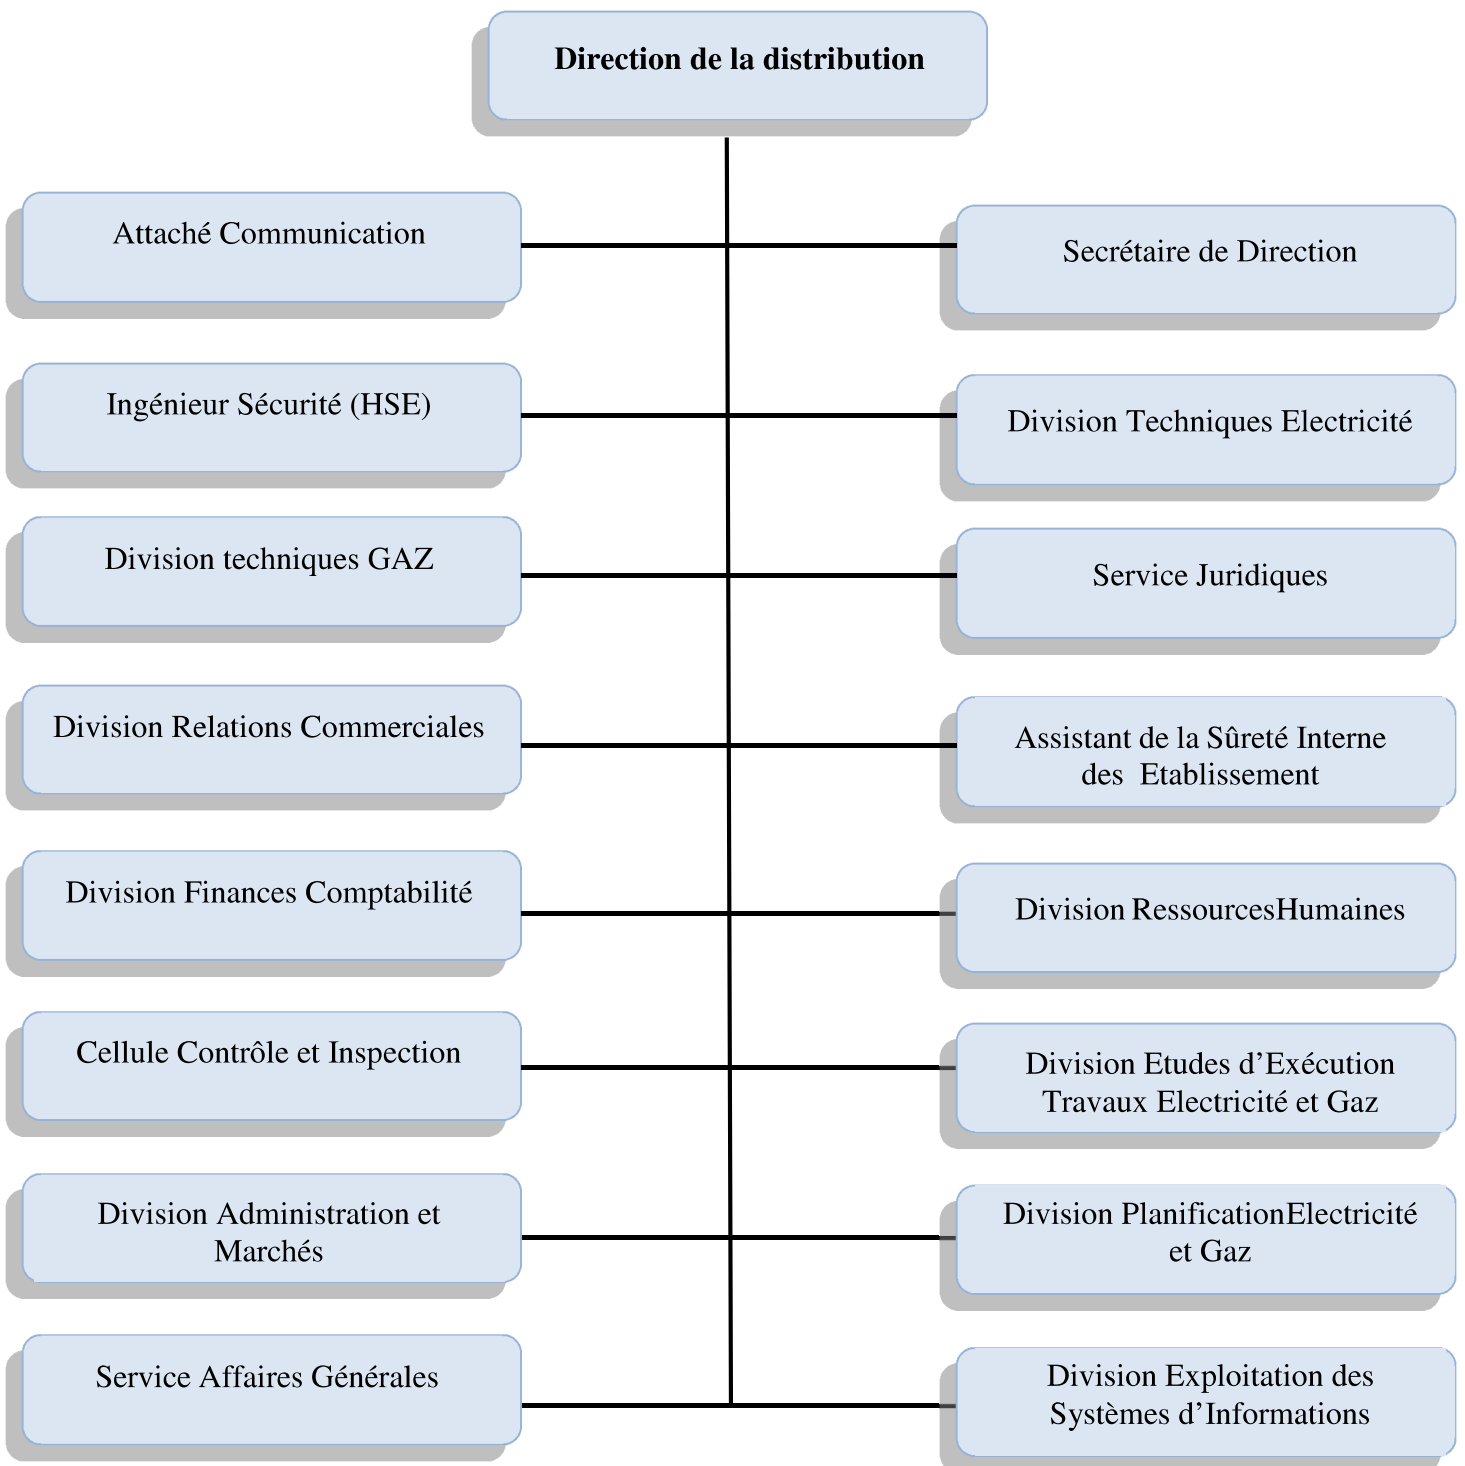 Direction de la distribution
Attaché Communication
Secrétaire de Direction
Ingénieur Sécurité (HSE)
Division Techniques Electricité
Division techniques GAZ
Service Juridiques
Division Relations Commerciales
Assistant de la Sûreté Interne
des Etablissement
Division Finances Comptabilité
Division RessourcesHumaines
Cellule Contrôle et Inspection
Division Etudes d’Exécution
Travaux Electricité et Gaz
Division Administration et
Marchés
Division PlanificationElectricité
et Gaz
Service Affaires Générales
Division Exploitation des
Systèmes d’Informations